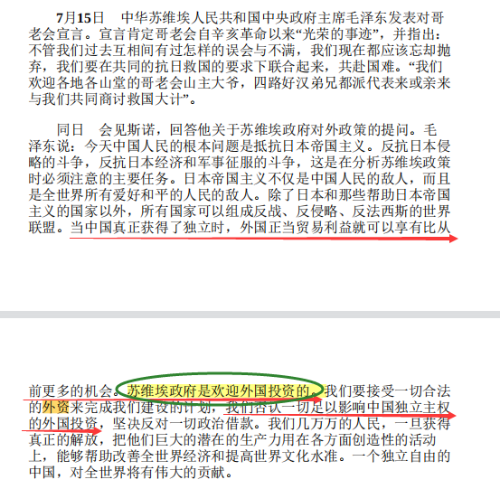 7月15日　中华苏维埃人民共和国中央政府主席毛泽东发表对哥
老会宣言。宣言肯定哥老会自辛亥革命以来“光荣的事迹”，并指出：
不管我们过去互相间有过怎样的误会与不满，我们现在都应该忘却抛
弃，我们要在共同的抗日救国的要求下联合起来，共赴国难。“我们
欢迎各地各山堂的哥老会山主大爷，四路好汉弟兄都派代表来或亲来
与我们共同商讨救国大计”。
同日　会见斯诺，回答他关于苏维埃政府对外政策的提问。毛
泽东说：今天中国人民的根本问题是抵抗日本帝国主义。反抗日本侵
略的斗争，反抗日本经济和军事征服的斗争，这是在分析苏维埃政策
时必须注意的主要任务。日本帝国主义不仅是中国人民的敌人，而且
是全世界所有爱好和平的人民的敌人。除了日本和那些帮助日本帝国
主义的国家以外，所有国家可以组成反战、反侵略、反法西斯的世界
联盟。当中国真正获得了独立时，外国正当贸易利益就可以享有比从
前更多的机会。苏维埃政府是欢迎外国投资的。我们要接受一切合法
的外资来完成我们建设的计划，我们否认一切足以影响中国独立主权
的外国投资，坚决反对一切政治借款。我们几万万的人民，一旦获得
真正的解放，把他们巨大的潜在的生产力用在各方面创造性的活动
上，能够帮助改善全世界经济和提高世界文化水准。一个独立自由的
中国，对全世界将有伟大的贡献。